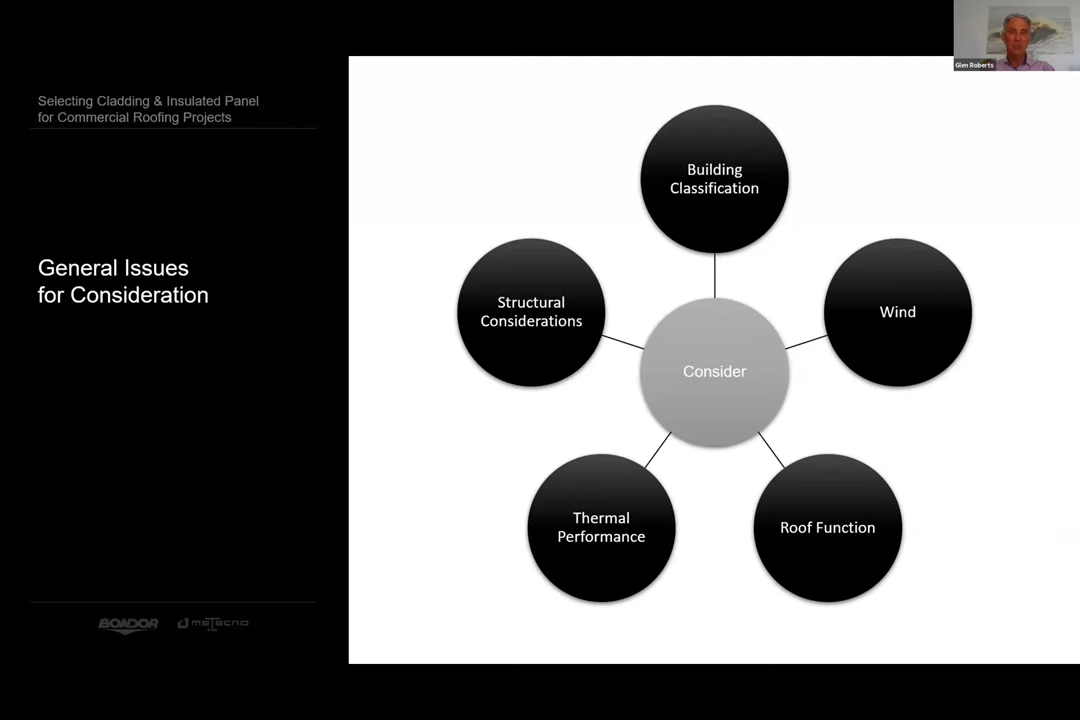 Glen Roberts
Selecting Cladding & Insulated Panel
for Commercial Roofing Projects
General Issues
for Consideration
Building
Classification
Structural
Considerations
Wind
Consider
Thermal
Performance
Roof Function
BONDOR
METECNO